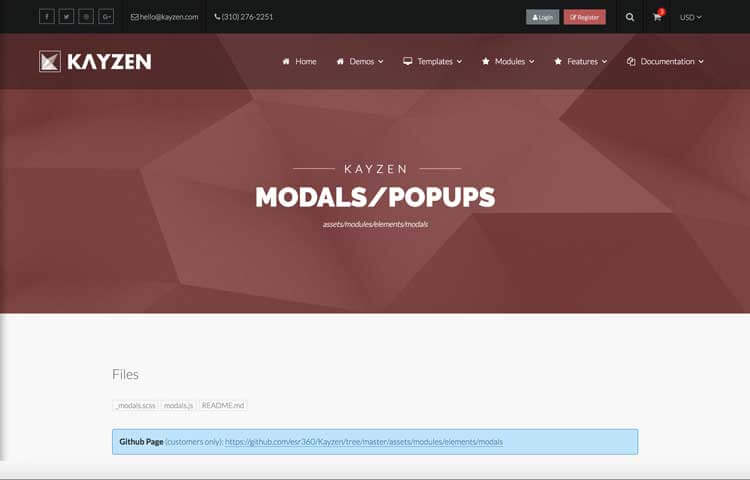 hello@kayzen.com (310) 276-2251 Login Register 3 USD
KAYZEN Home Demos Templates Modules Features Documentation
KAYZEN
MODALS/POPUPS
assets/modules/elements/modals
Files
_modals.scss modals.js README.md
Github Page (customers only): https://github.com/esr360/Kayzen/tree/master/assets/modules/elements/modals